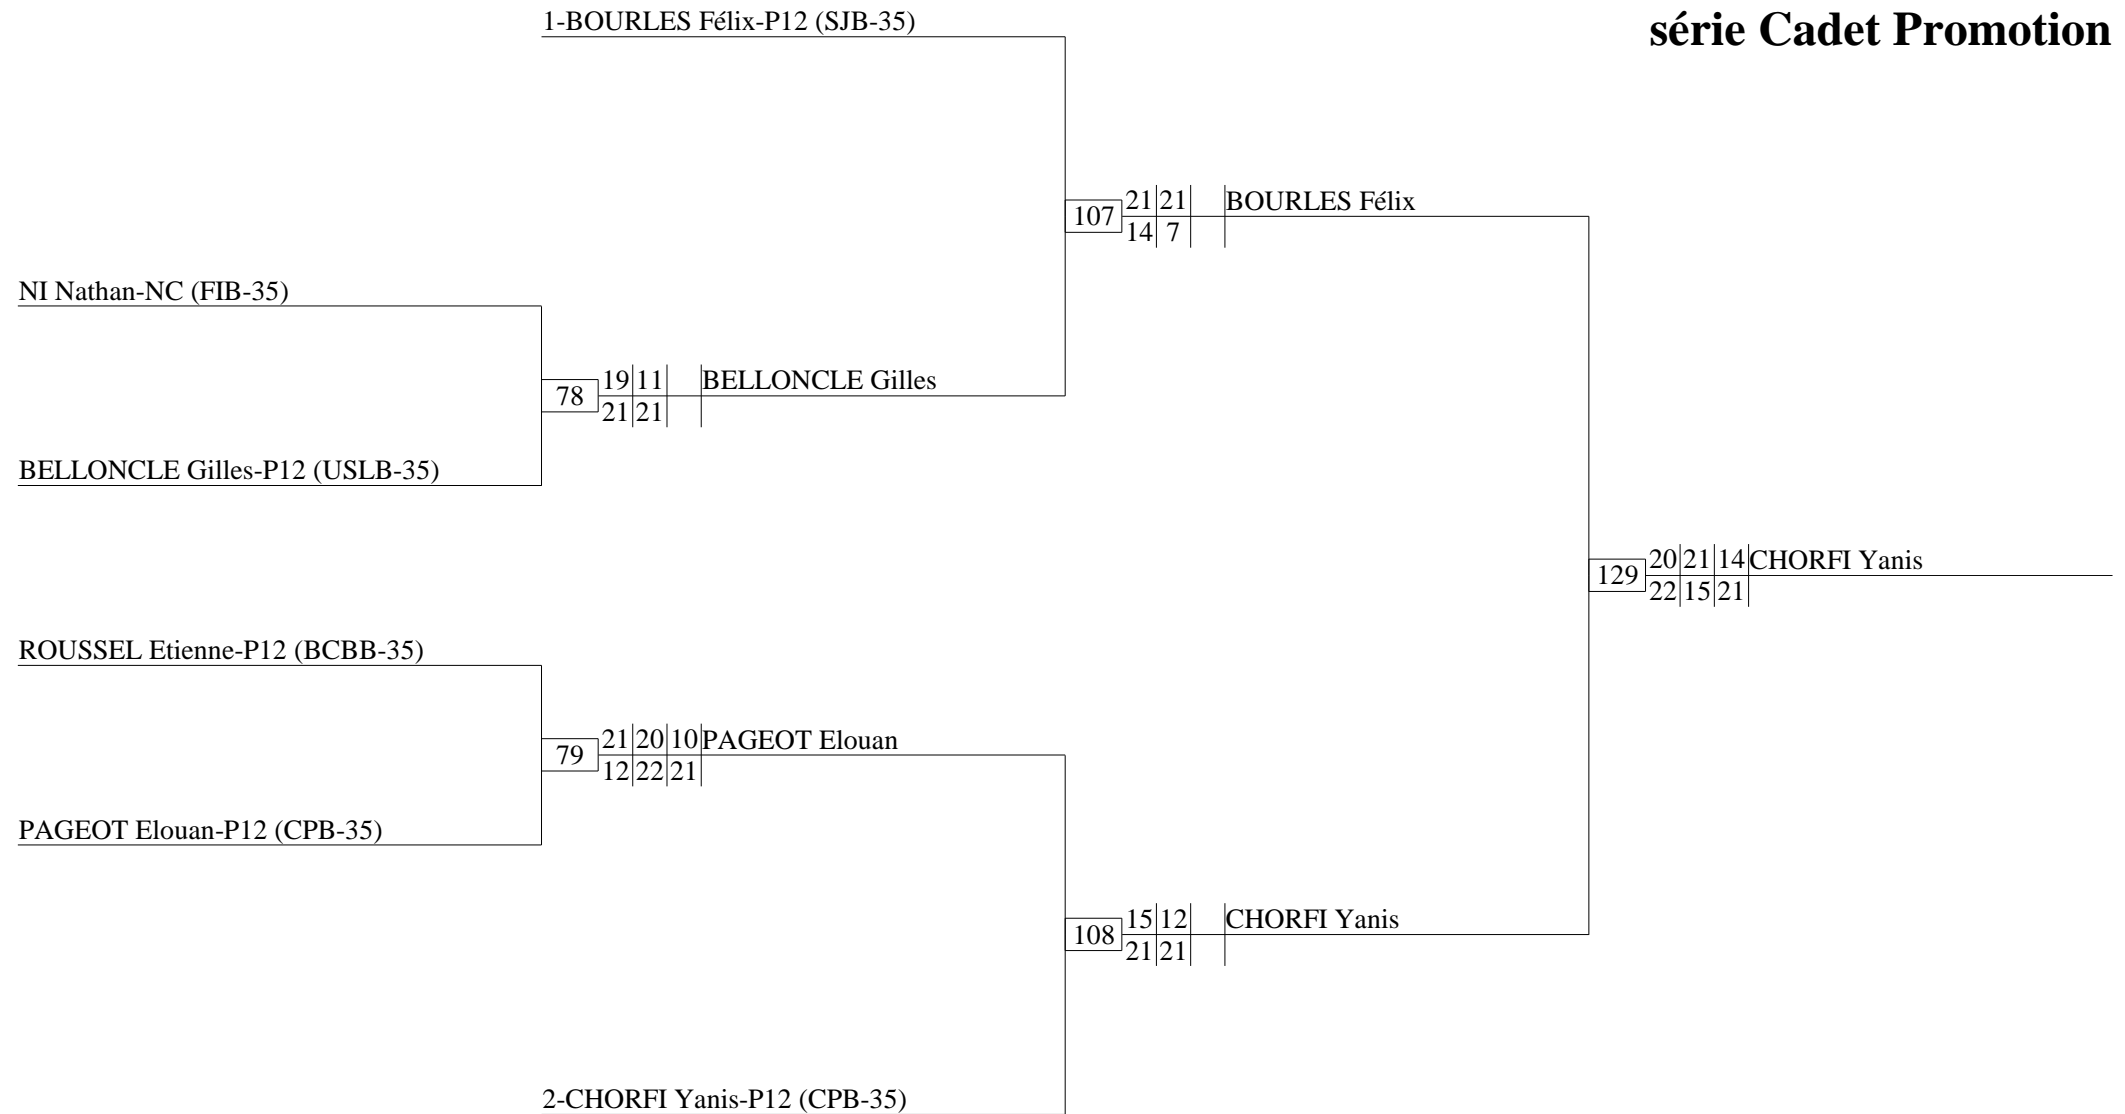 1-BOURLES Félix-P12 (SJB-35)
série Cadet Promotion
21 21 BOURLES Félix
107
14 7
NI Nathan-NC (FIB-35)
19 11 BELLONCLE Gilles
78
21 21
BELLONCLE Gilles-P12 (USLB-35)
20 21 14 CHORFI Yanis
129
22 15 21
ROUSSEL Etienne-P12 (BCBB-35)
21 20 10 PAGEOT Elouan
79
12 22 21
PAGEOT Elouan-P12 (CPB-35)
15 12 CHORFI Yanis
108
21 21
2-CHORFI Yanis-P12 (CPB-35)